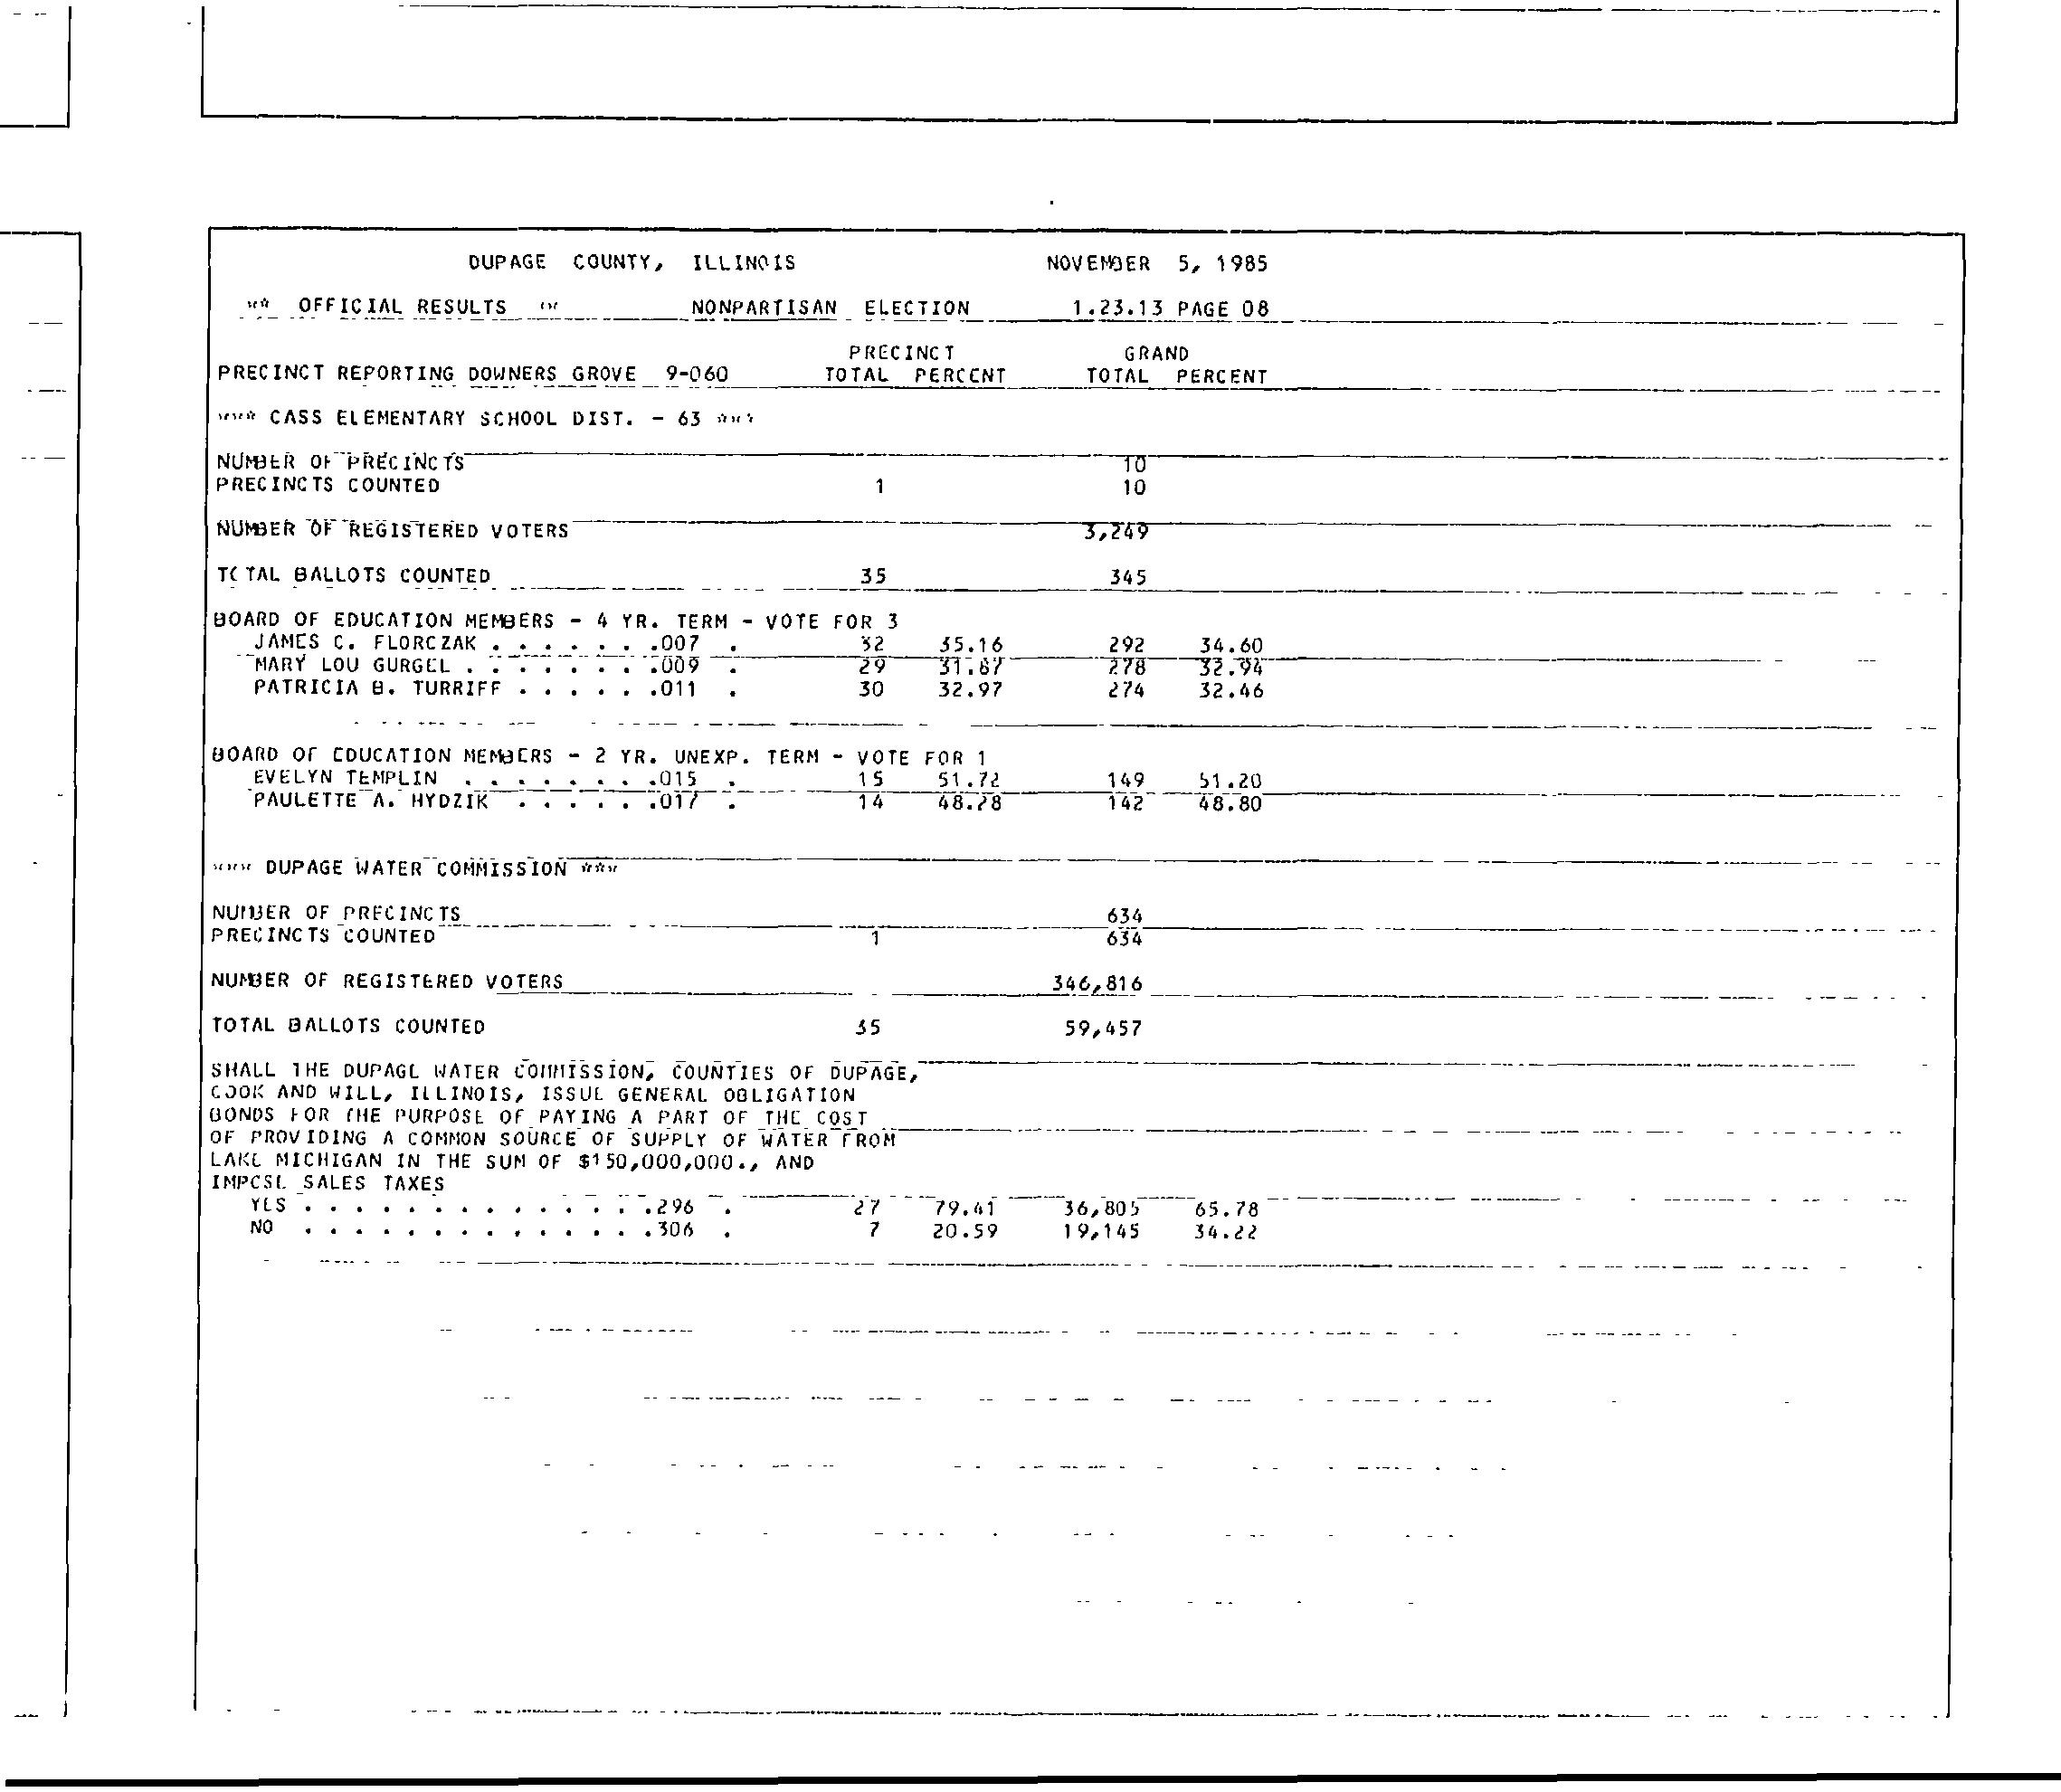 DUPAGE COUNTY, ILLINOIS NOVEMBER 5, 1985
** OFFICIAL RESULTS ** NONPARTISAN ELECTION 1.23.13 PAGE 08
PRECINCT GRAND
PRECINCT REPORTING DOWNERS GROVE 9-060 TOTAL PERCENT TOTAL PERCENT
*** CASS ELEMENTARY SCHOOL DIST. - 63 ***
NUMBER OF PRECINCTS 10
PRECINCTS COUNTED 1 10
NUMBER OF REGISTERED VOTERS 3,249
TOTAL BALLOTS COUNTED 35 345
BOARD OF EDUCATION MEMBERS - 4 YR. TERM - VOTE FOR 3
JAMES C. FLORCZAK . . . . . . .007 . 32 35.16 292 34.60
MARY LOU GURGEL . . . . . . . .009 . 29 31.87 278 32.94
PATRICIA B. TURRIFF . . . . . .011 . 30 32.97 274 32.46
BOARD OF EDUCATION MEMBERS - 2 YR. UNEXP. TERM - VOTE FOR 1
EVELYN TEMPLIN . . . . . . . .015 . 15 51.72 149 51.20
PAULETTE A. HYDZIK . . . . . .017 . 14 48.28 142 48.80
*** DUPAGE WATER COMMISSION ***
NUMBER OF PRECINCTS 634
PRECINCTS COUNTED 1 634
NUMBER OF REGISTERED VOTERS 346,816
TOTAL BALLOTS COUNTED 35 59,457
SHALL THE DUPAGE WATER COMMISSION, COUNTIES OF DUPAGE,
COOK AND WILL, ILLINOIS, ISSUE GENERAL OBLIGATION
BONDS FOR THE PURPOSE OF PAYING A PART OF THE COST
OF PROVIDING A COMMON SOURCE OF SUPPLY OF WATER FROM
LAKE MICHIGAN IN THE SUM OF $150,000,000., AND
IMPOSE SALES TAXES
YES . . . . . . . . . . . . . .296 . 27 79.41 36,805 65.78
NO . . . . . . . . . . . . . .306 . 7 20.59 19,145 34.22